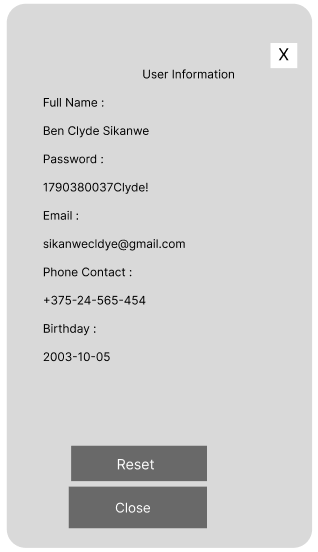 X
User Information
Full Name :
Ben Clyde Sikanwe
Password :
1790380037Clyde!
Email :
sikanwecldye@gmail.com
Phone Contact :
+375-24-565-454
Birthday :
2003-10-05
Reset
Close